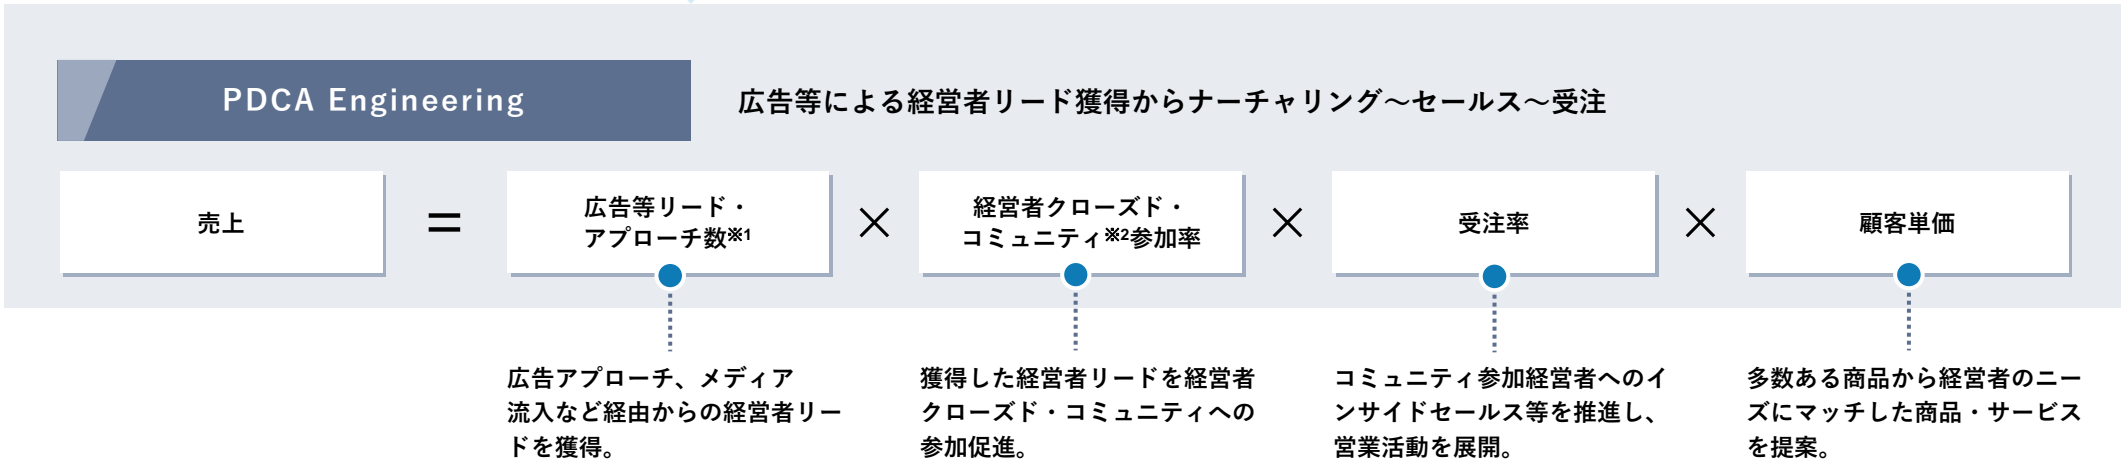 PDCA Engineering
広告等による経営者リード獲得からナーチャリング～セールス～受注
売上
＝
広告等リード・
アプローチ数※1
×
経営者クローズド・
コミュニティ※2参加率
×
受注率
×
顧客単価
広告アプローチ、メディア
流入など経由からの経営者リー
ドを獲得。
獲得した経営者リードを経営者
クローズド・コミュニティへの
参加促進。
コミュニティ参加経営者へのイ
ンサイドセールス等を推進し、
営業活動を展開。
多数ある商品から経営者のニー
ズにマッチした商品・サービス
を提案。